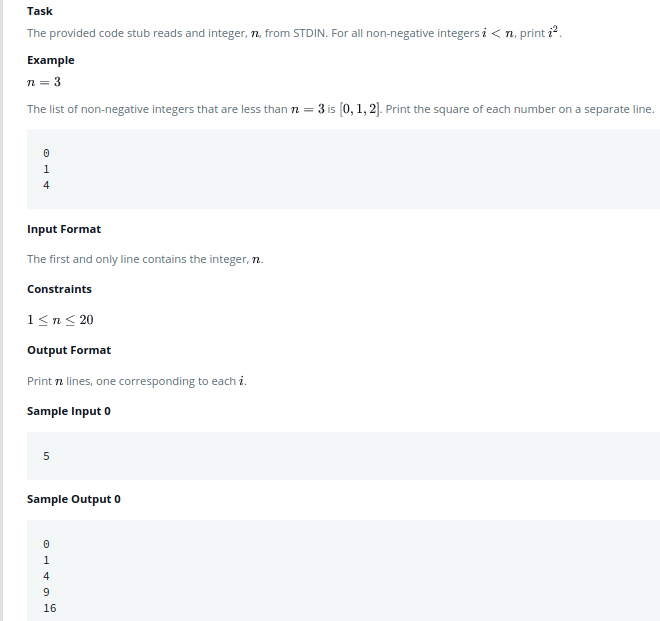 Task
The provided code stub reads and integer, n, from STDIN. For all non-negative integers i < n, print i².
Example
n = 3
The list of non-negative integers that are less than n = 3 is [0, 1, 2]. Print the square of each number on a separate line.
0
1
4
Input Format
The first and only line contains the integer, n.
Constraints
1 ≤ n ≤ 20
Output Format
Print n lines, one corresponding to each i.
Sample Input 0
5
Sample Output 0
0
1
4
9
16